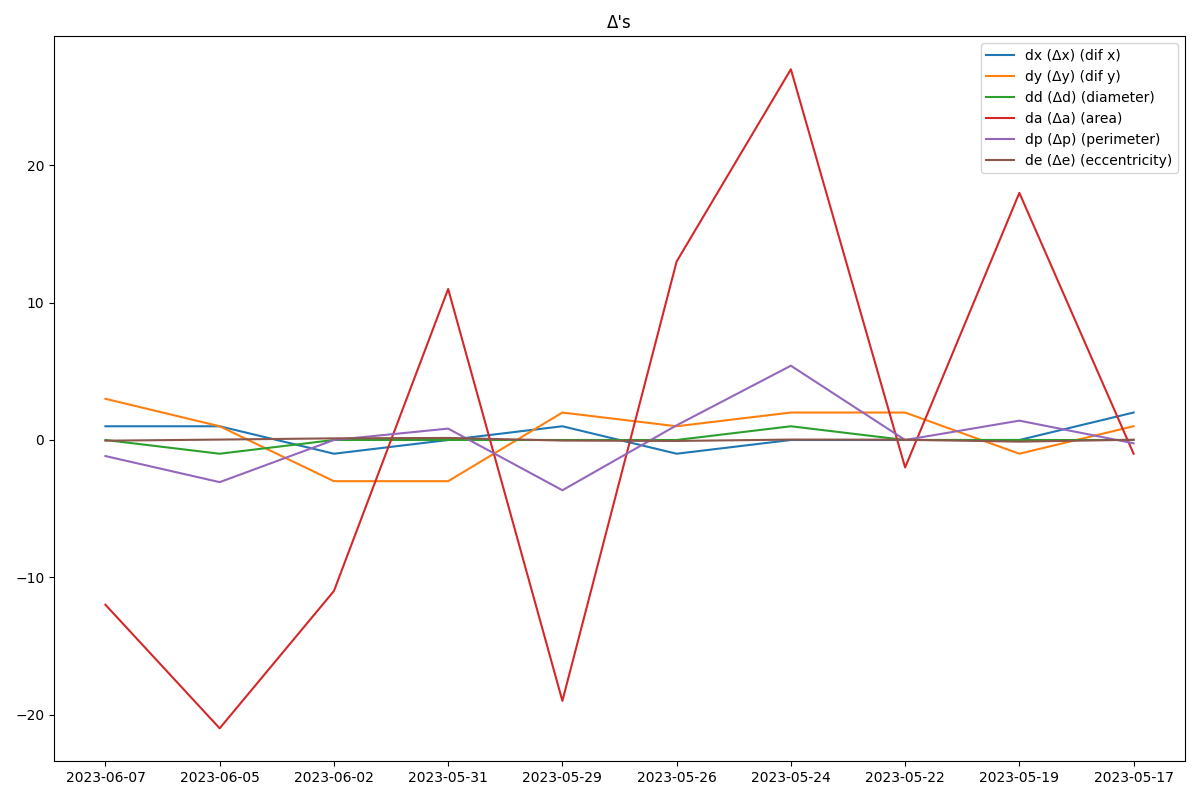 Δ's
dx (Δx) (dif x)
dy (Δy) (dif y)
dd (Δd) (diameter)
da (Δa) (area)
dp (Δp) (perimeter)
de (Δe) (eccentricity)
20
10
0
−10
−20
2023-06-07 2023-06-05 2023-06-02 2023-05-31 2023-05-29 2023-05-26 2023-05-24 2023-05-22 2023-05-19 2023-05-17